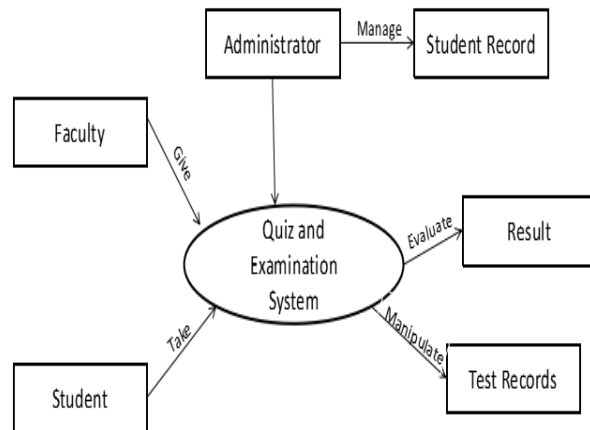 Administrator
Manage
Student Record
Faculty
Give
Quiz and
Examination
System
Evaluate
Result
Take
Manipulate
Student
Test Records